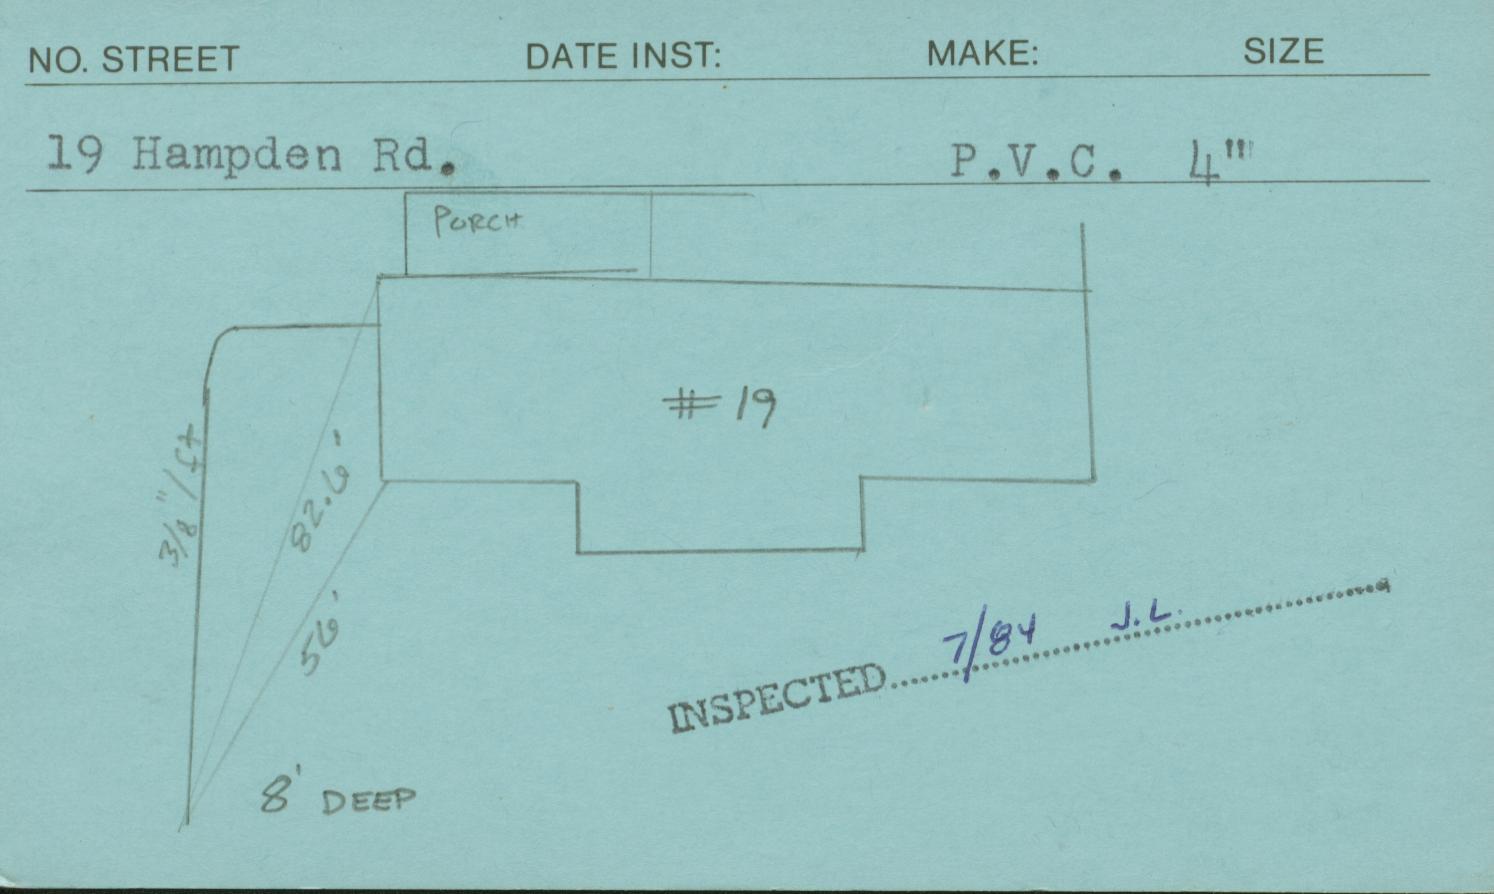 NO. STREET DATE INST: MAKE: SIZE
19 Hampden Rd. P.V.C. 4"
PORCH
# 19
3/8"/ft
82.6'
56'
8' DEEP
INSPECTED 7/84 J.L.